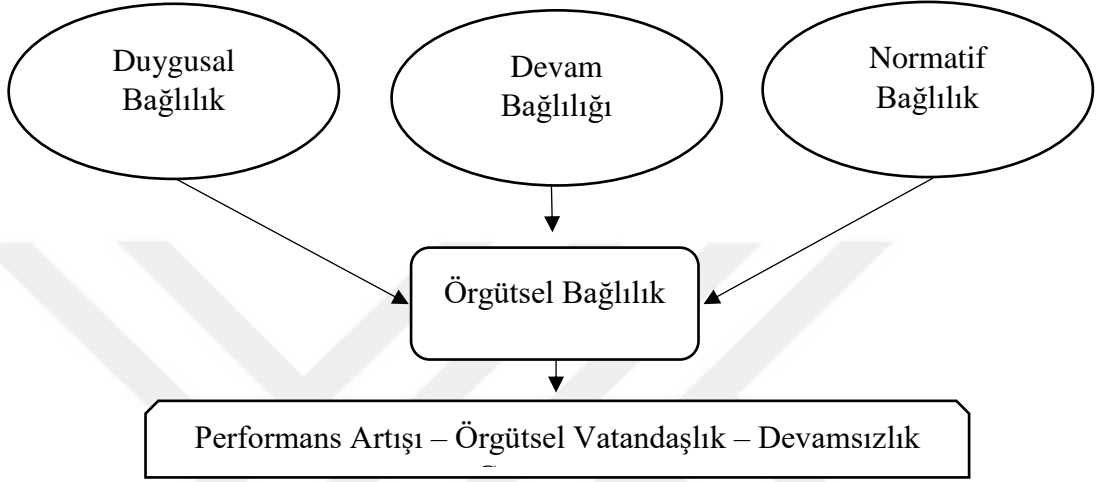 Duygusal
Bağlılık
Devam
Bağlılığı
Normatif
Bağlılık
Örgütsel Bağlılık
Performans Artışı – Örgütsel Vatandaşlık – Devamsızlık